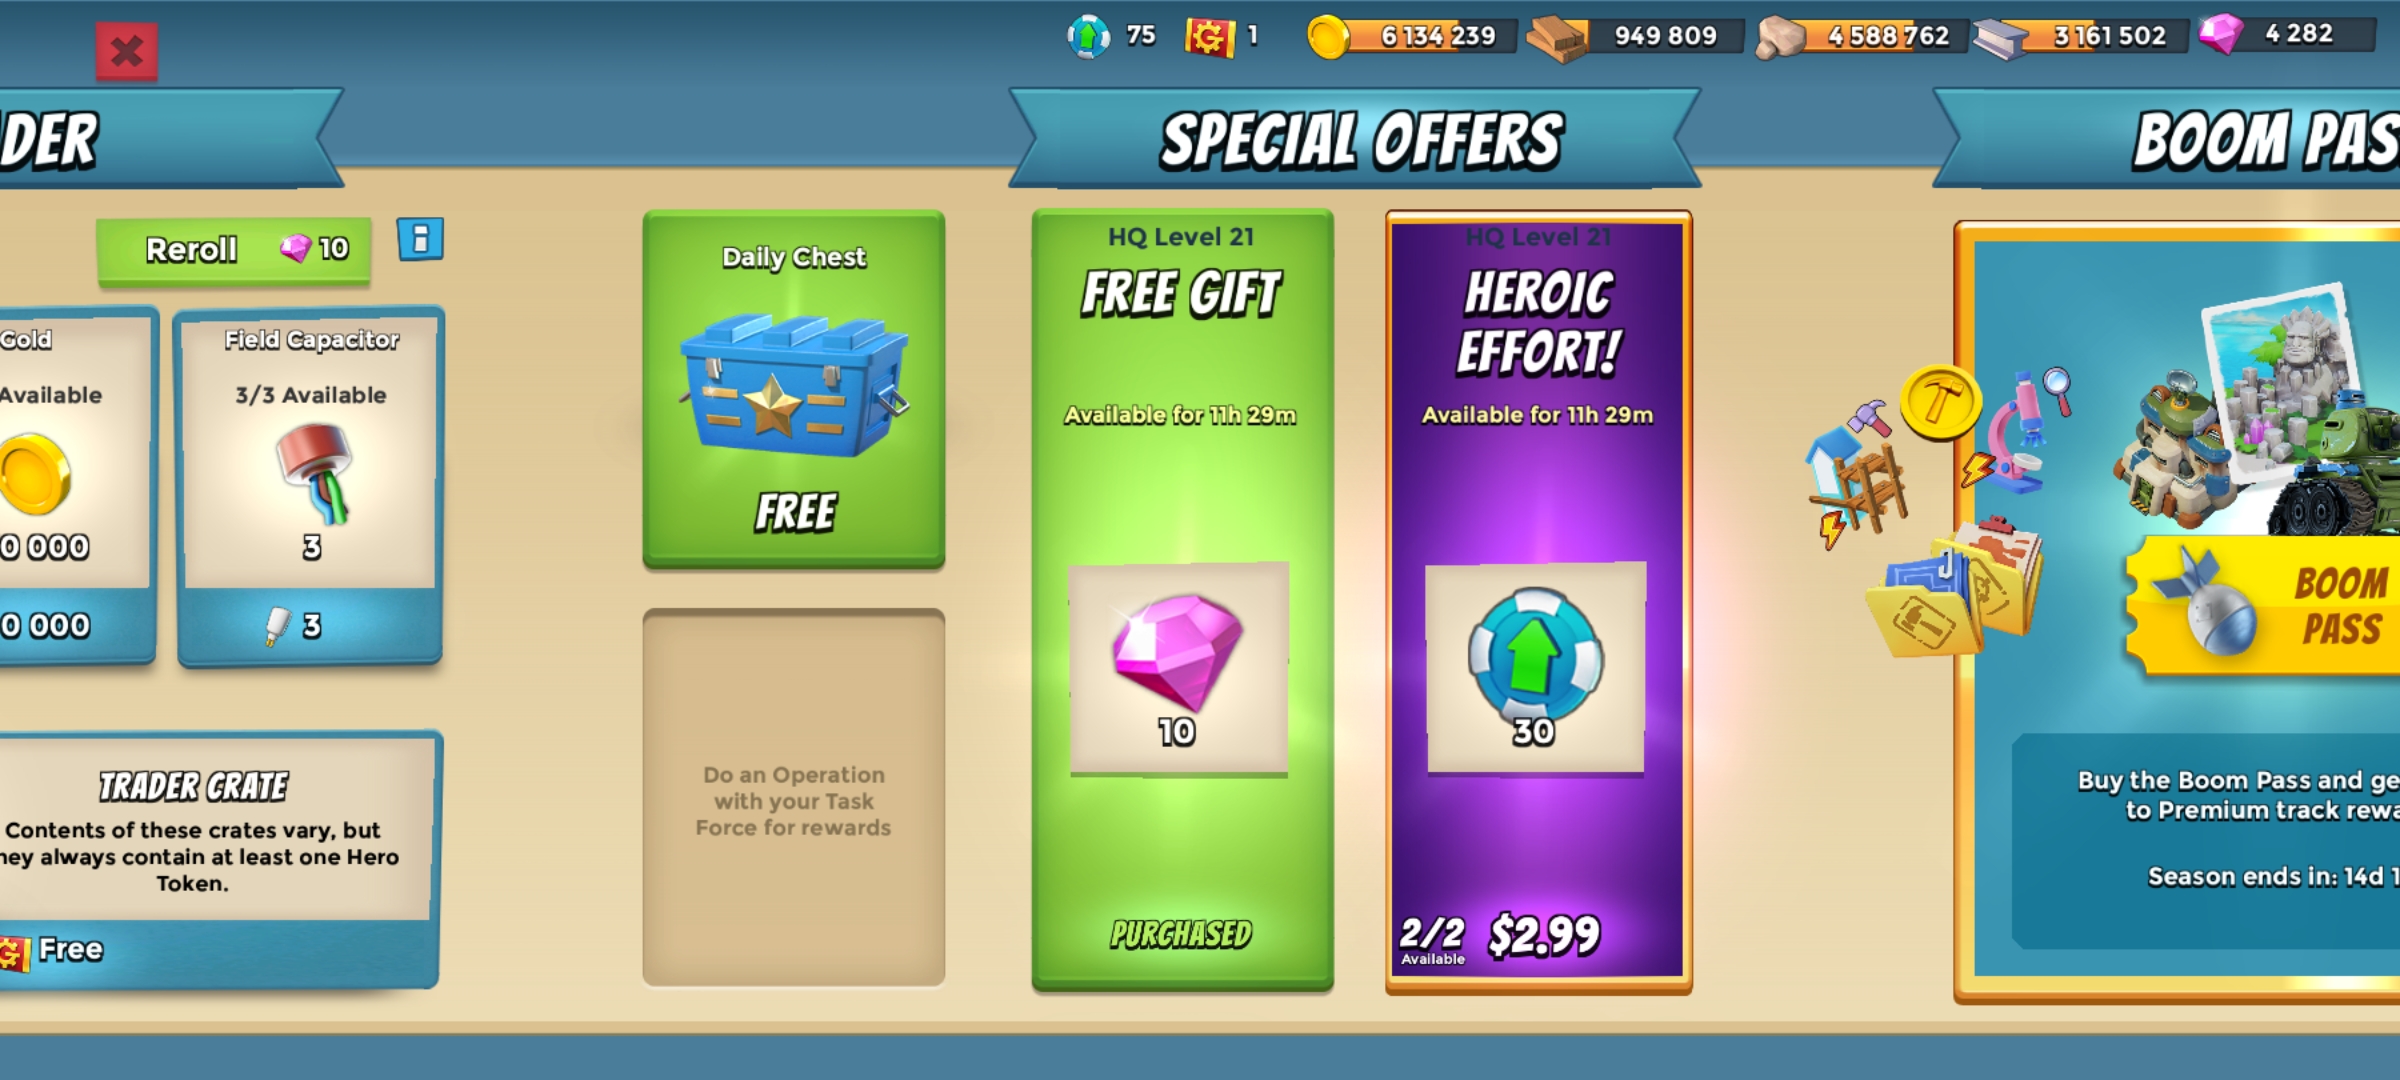 75
1
6 134 239
949 809
4 588 762
3 161 502
4 282
DER
SPECIAL OFFERS
BOOM PAS
Reroll 10
Gold
Available
0 000
0 000
Field Capacitor
3/3 Available
3
3
TRADER CRATE
Contents of these crates vary, but
hey always contain at least one Hero
Token.
Free
Daily Chest
FREE
Do an Operation
with your Task
Force for rewards
HQ Level 21
FREE GIFT
Available for 11h 29m
10
PURCHASED
HQ Level 21
HEROIC
EFFORT!
Available for 11h 29m
30
2/2
Available
$2.99
BOOM
PASS
Buy the Boom Pass and ge
to Premium track rewa
Season ends in: 14d 1